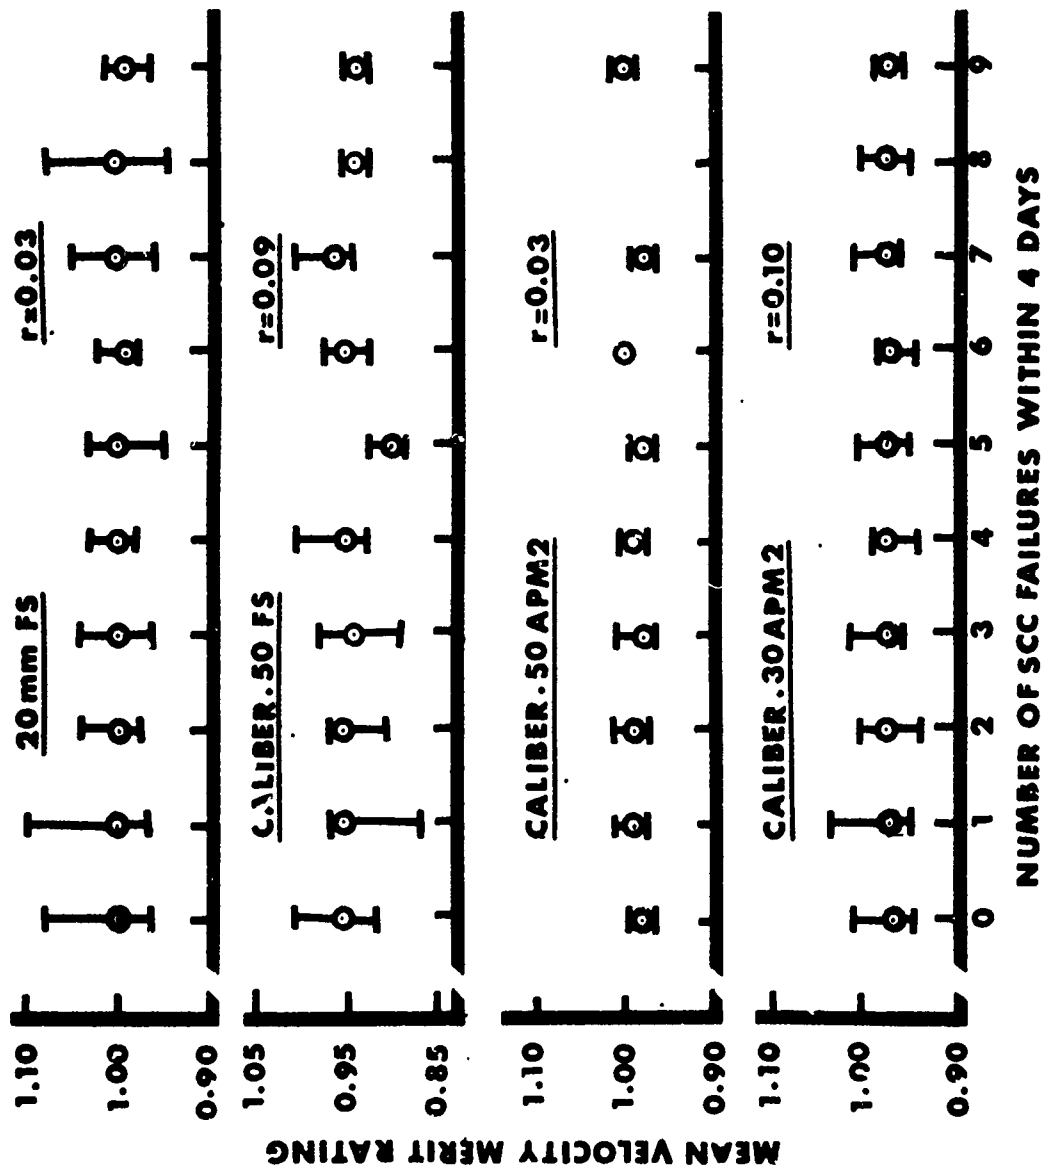 MEAN VELOCITY MERIT RATING
20mm FS
r=0.03
1.10
1.00
0.90
CALIBER.50 FS
r=0.09
1.05
0.95
0.85
CALIBER.50 APM2
r=0.03
1.10
1.00
0.90
CALIBER.30APM2
r=0.10
1.10
1.00
0.90
0 1 2 3 4 5 6 7 8 9
NUMBER OF SCC FAILURES WITHIN 4 DAYS